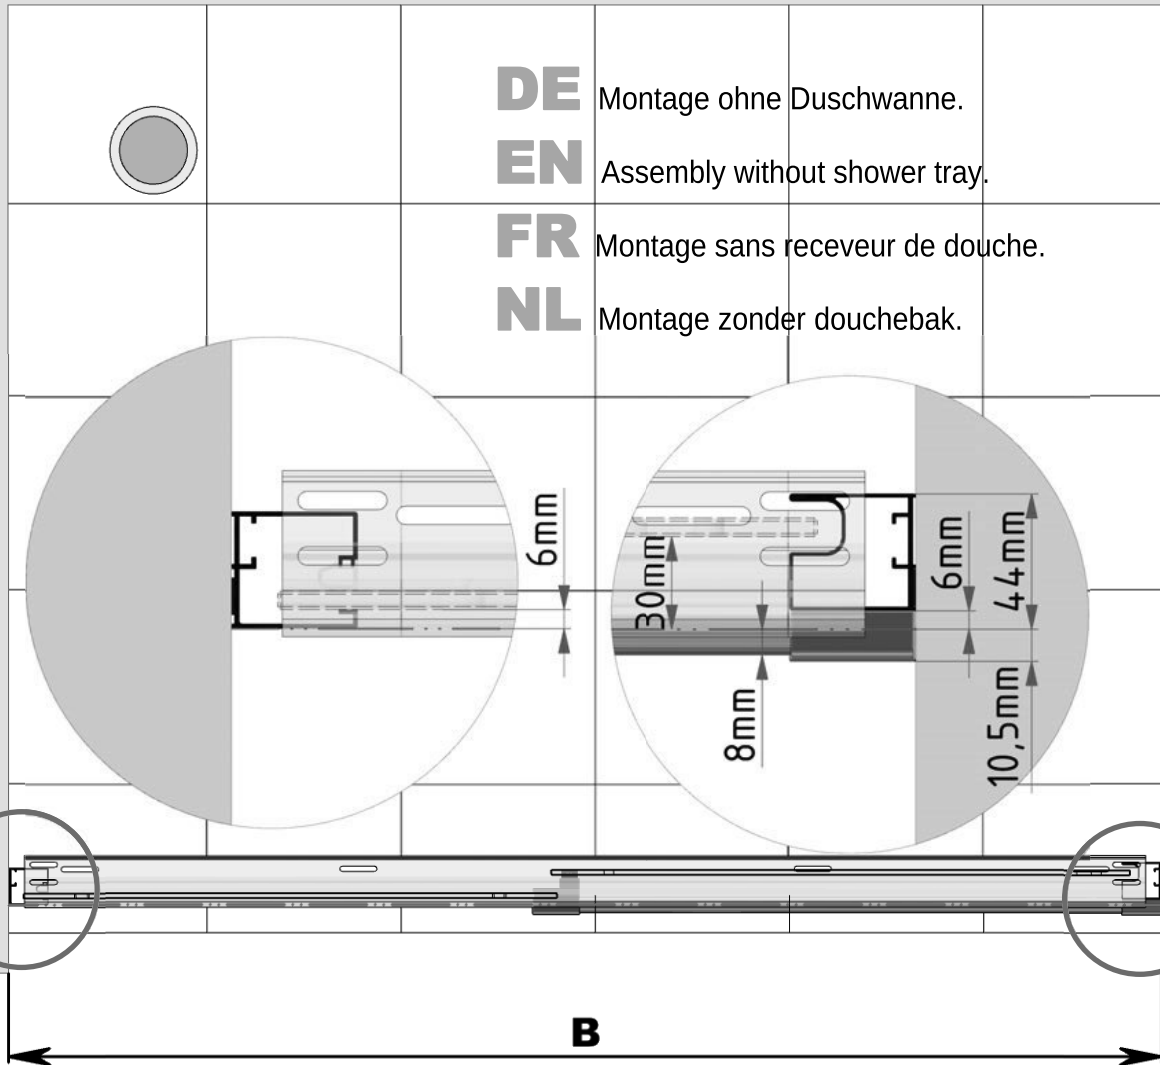 DE Montage ohne Duschwanne.
EN Assembly without shower tray.
FR Montage sans receveur de douche.
NL Montage zonder douchebak.
6mm
30mm
8mm
6mm
44mm
10,5mm
B